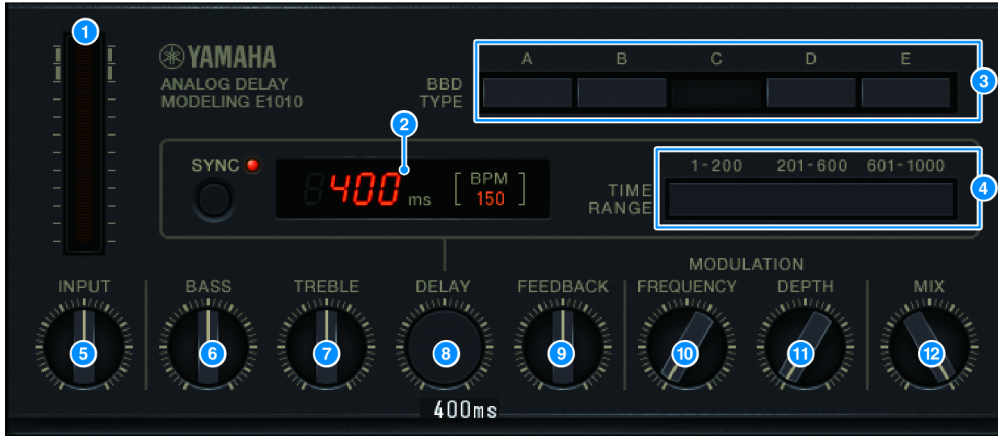 1
YAMAHA
ANALOG DELAY
MODELING E1010
BBD
TYPE
A B C D E
3
2
SYNC
400 ms
BPM
150
TIME
RANGE
1-200 201-600 601-1000
4
MODULATION
INPUT BASS TREBLE DELAY FEEDBACK FREQUENCY DEPTH MIX
5 6 7 8 9 10 11 12
400ms